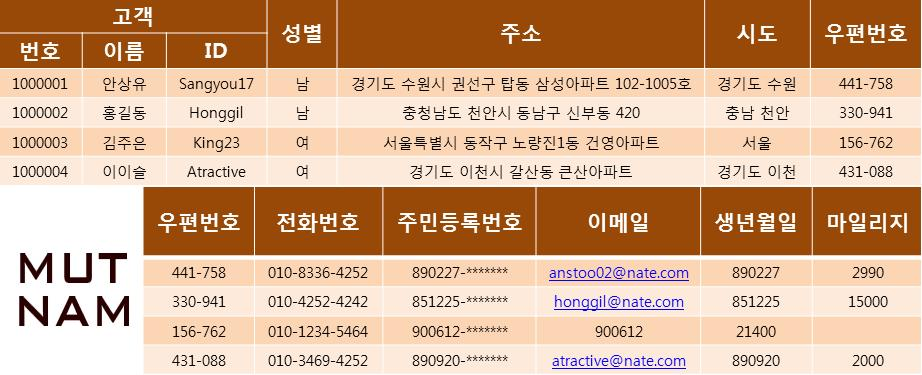 고객 성별 주소 시도 우편번호
번호 이름 ID
1000001 안상유 Sangyou17 남 경기도 수원시 권선구 탑동 삼성아파트 102-1005호 경기도 수원 441-758
1000002 홍길동 Honggil 남 충청남도 천안시 동남구 신부동 420 충남 천안 330-941
1000003 김주은 King23 여 서울특별시 동작구 노량진1동 건영아파트 서울 156-762
1000004 이이슬 Atractive 여 경기도 이천시 갈산동 큰산아파트 경기도 이천 431-088
우편번호 전화번호 주민등록번호 이메일 생년월일 마일리지
441-758 010-8336-4252 890227-******* anstoo02@nate.com 890227 2990
330-941 010-4252-4242 851225-******* honggil@nate.com 851225 15000
156-762 010-1234-5464 900612-******* 900612 21400
431-088 010-3469-4252 890920-******* atractive@nate.com 890920 2000
MUT
NAM